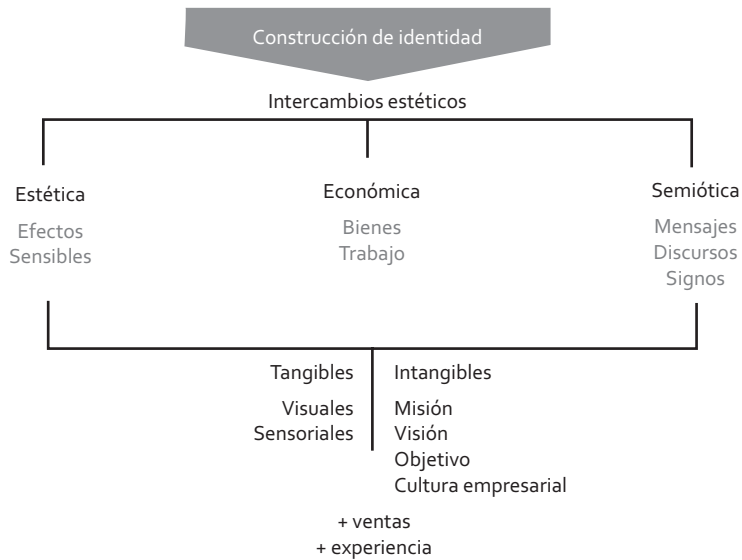 Construcción de identidad
Intercambios estéticos
Estética
Efectos
Sensibles
Económica
Bienes
Trabajo
Semiótica
Mensajes
Discursos
Signos
Tangibles
Visuales
Sensoriales
Intangibles
Misión
Visión
Objetivo
Cultura empresarial
+ ventas
+ experiencia